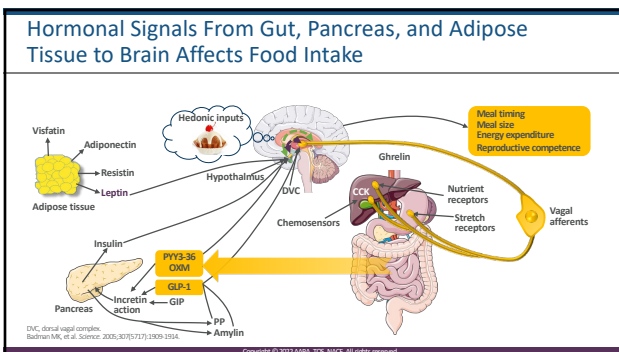 Hormonal Signals From Gut, Pancreas, and Adipose
Tissue to Brain Affects Food Intake
Hedonic inputs
Meal timing
Meal size
Energy expenditure
Reproductive competence
Visfatin
Adiponectin
Resistin
Leptin
Adipose tissue
Hypothalmus
DVC
Ghrelin
CCK
Nutrient
receptors
Chemosensors
Stretch
receptors
Vagal
afferents
Insulin
PYY3-36
OXM
GLP-1
Pancreas
Incretin
action
GIP
PP
Amylin
DVC, dorsal vagal complex.
Badman MK, et al. Science. 2005;307(5717):1909-1914.